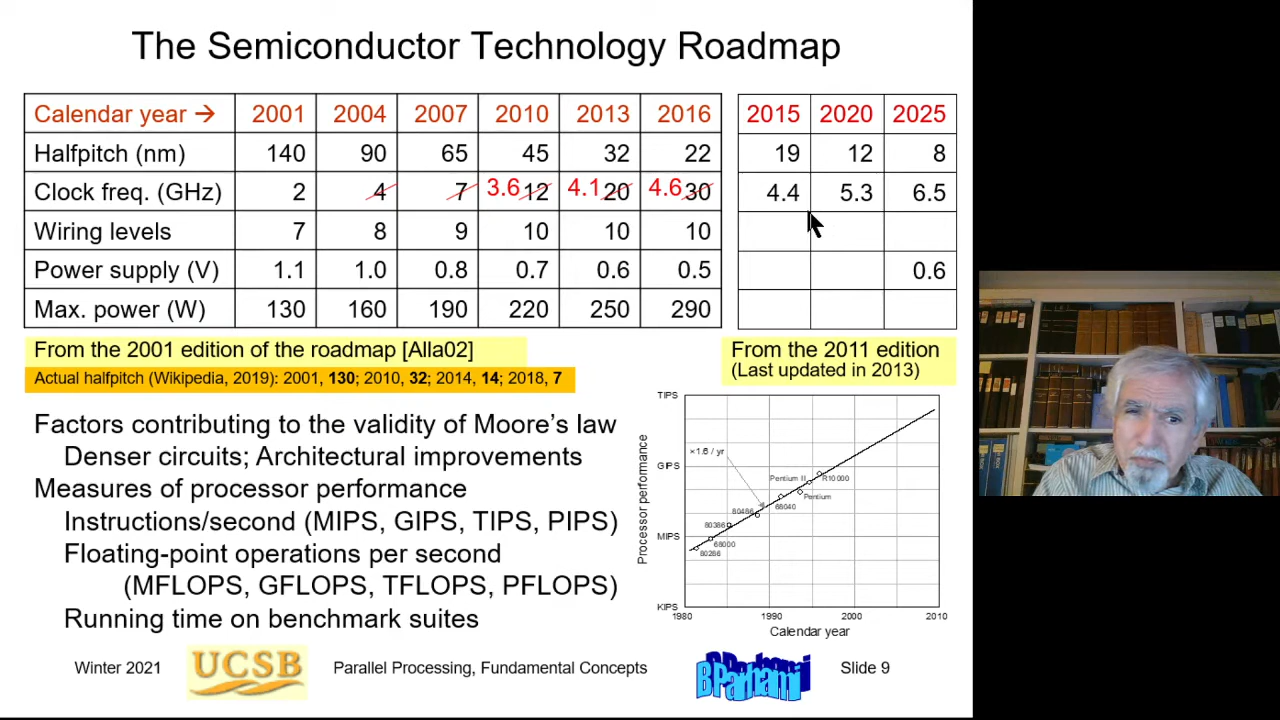 The Semiconductor Technology Roadmap
Calendar year → 2001 2004 2007 2010 2013 2016
Halfpitch (nm) 140 90 65 45 32 22
Clock freq. (GHz) 2 4 7 3.6 12 4.1 20 4.6 30
Wiring levels 7 8 9 10 10 10
Power supply (V) 1.1 1.0 0.8 0.7 0.6 0.5
Max. power (W) 130 160 190 220 250 290
2015 2020 2025
19 12 8
4.4 5.3 6.5
0.6
From the 2001 edition of the roadmap [Alla02]
Actual halfpitch (Wikipedia, 2019): 2001, 130; 2010, 32; 2014, 14; 2018, 7
From the 2011 edition
(Last updated in 2013)
Factors contributing to the validity of Moore's law
Denser circuits; Architectural improvements
Measures of processor performance
Instructions/second (MIPS, GIPS, TIPS, PIPS)
Floating-point operations per second
(MFLOPS, GFLOPS, TFLOPS, PFLOPS)
Running time on benchmark suites
TIPS
GIPS
MIPS
KIPS
Processor performance
×1.6 / yr
Pentium II
R10000
Pentium
68040
80486
80386
68000
80286
1980 1990 2000 2010
Calendar year
Winter 2021
UCSB
Parallel Processing, Fundamental Concepts
B Parhami
Slide 9